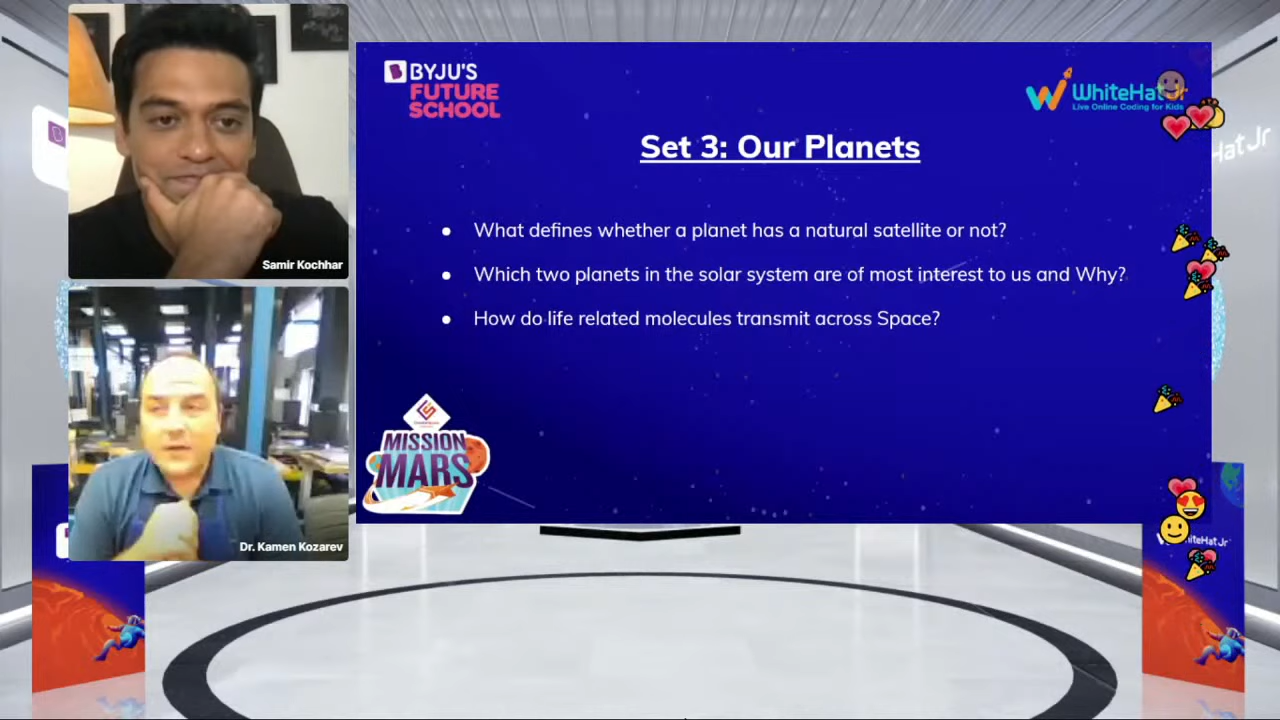 Samir Kochhar
Dr. Kamen Kozarev
BYJU'S
FUTURE
SCHOOL
WhiteHat Jr
Live Online Coding for Kids
Set 3: Our Planets
• What defines whether a planet has a natural satellite or not?
• Which two planets in the solar system are of most interest to us and Why?
• How do life related molecules transmit across Space?
MISSION
MARS
HatJr
WhiteHatJr